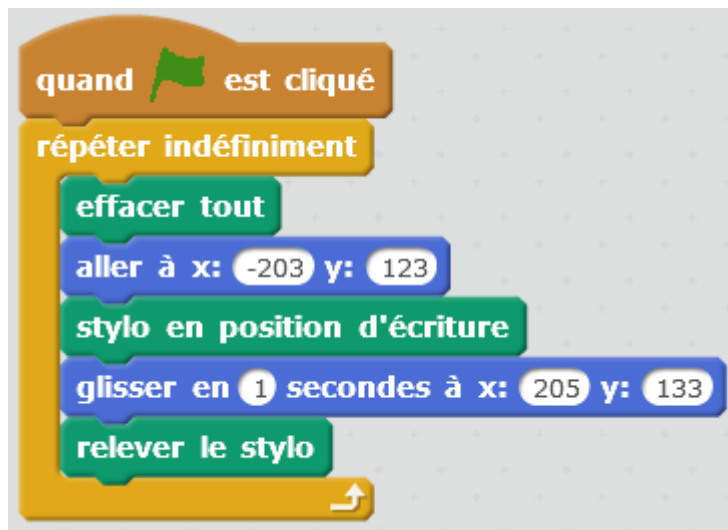 quand est cliqué
répéter indéfiniment
effacer tout
aller à x: -203 y: 123
stylo en position d'écriture
glisser en 1 secondes à x: 205 y: 133
relever le stylo